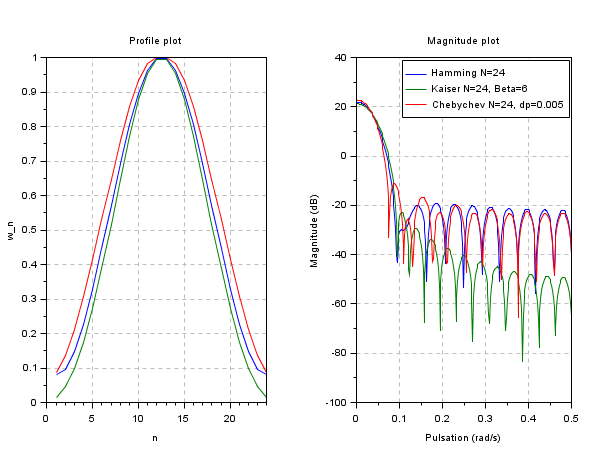 Profile plot
1
0.9
0.8
0.7
0.6
0.5
0.4
0.3
0.2
0.1
0
w_n
0 5 10 15 20
n
Magnitude plot
40
20
0
-20
-40
-60
-80
-100
Magnitude (dB)
Hamming N=24
Kaiser N=24, Beta=6
Chebychev N=24, dp=0.005
0 0.1 0.2 0.3 0.4 0.5
Pulsation (rad/s)